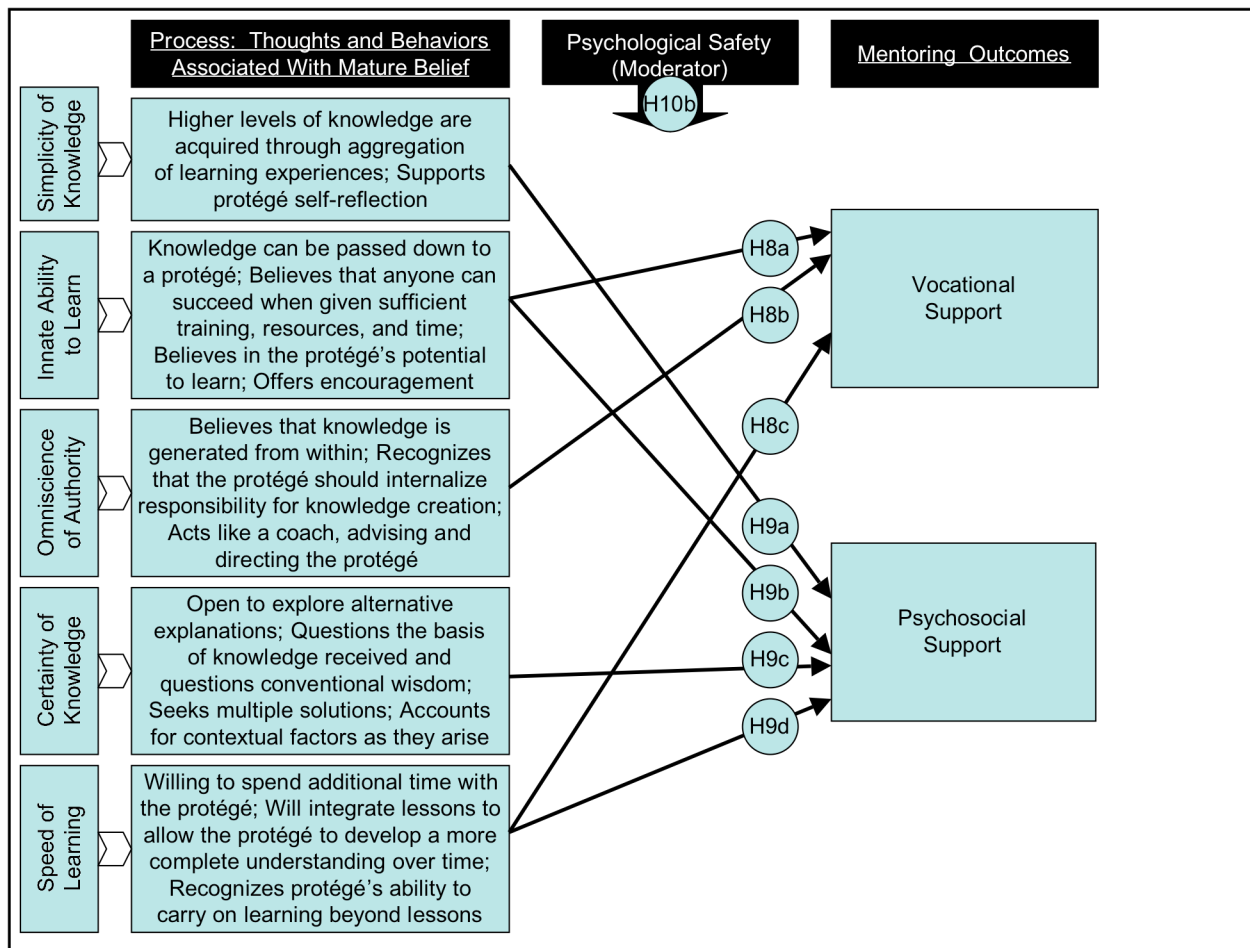 Process: Thoughts and Behaviors
Associated With Mature Belief
Psychological Safety
(Moderator)
H10b
Mentoring Outcomes
Simplicity of
Knowledge
Higher levels of knowledge are
acquired through aggregation
of learning experiences; Supports
protégé self-reflection
Innate Ability
to Learn
Knowledge can be passed down to
a protégé; Believes that anyone can
succeed when given sufficient
training, resources, and time;
Believes in the protégé’s potential
to learn; Offers encouragement
Omniscience
of Authority
Believes that knowledge is
generated from within; Recognizes
that the protégé should internalize
responsibility for knowledge creation;
Acts like a coach, advising and
directing the protégé
Certainty of
Knowledge
Open to explore alternative
explanations; Questions the basis
of knowledge received and
questions conventional wisdom;
Seeks multiple solutions; Accounts
for contextual factors as they arise
Speed of
Learning
Willing to spend additional time with
the protégé; Will integrate lessons to
allow the protégé to develop a more
complete understanding over time;
Recognizes protégé’s ability to
carry on learning beyond lessons
H8a
H8b
H8c
H9a
H9b
H9c
H9d
Vocational
Support
Psychosocial
Support